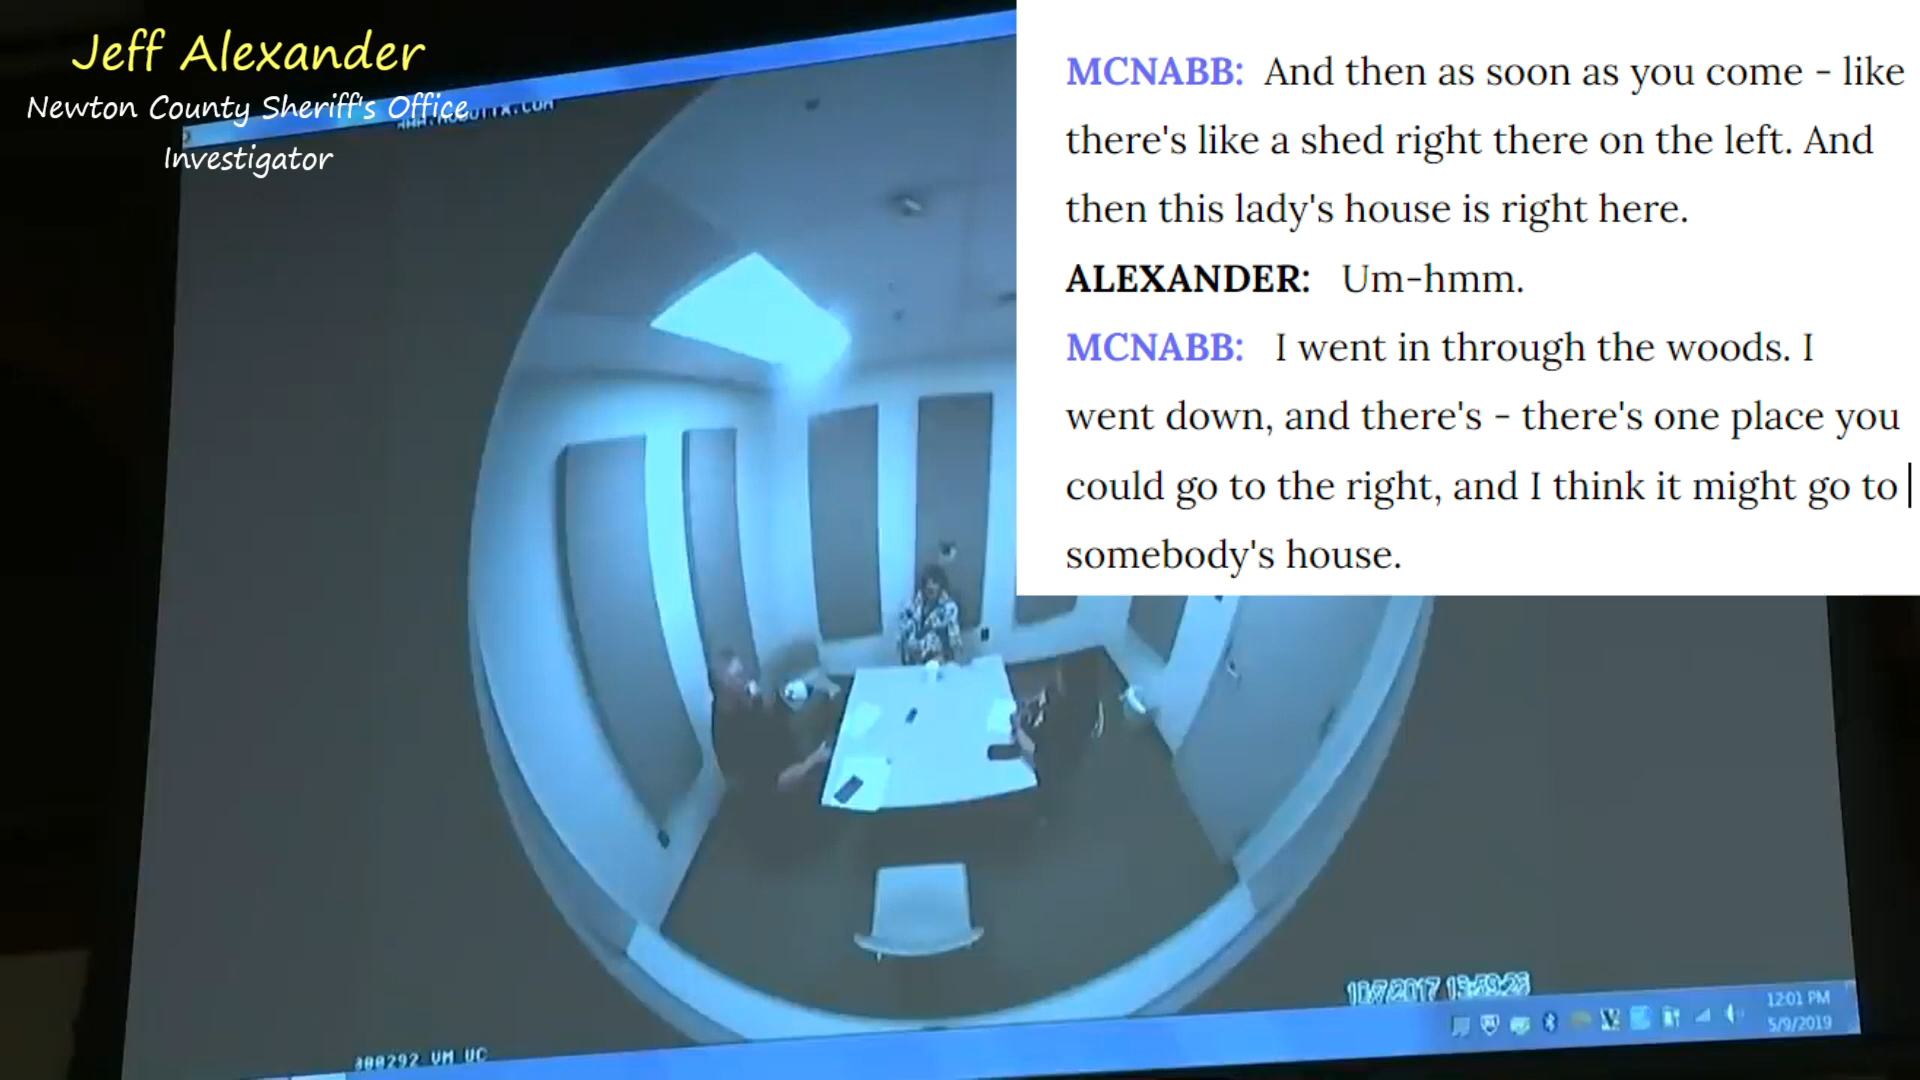 Jeff Alexander
Newton County Sheriff's Office
Investigator
MCNABB: And then as soon as you come - like
there's like a shed right there on the left. And
then this lady's house is right here.
ALEXANDER: Um-hmm.
MCNABB: I went in through the woods. I
went down, and there's - there's one place you
could go to the right, and I think it might go to
somebody's house.
12:01 PM
5/9/2019